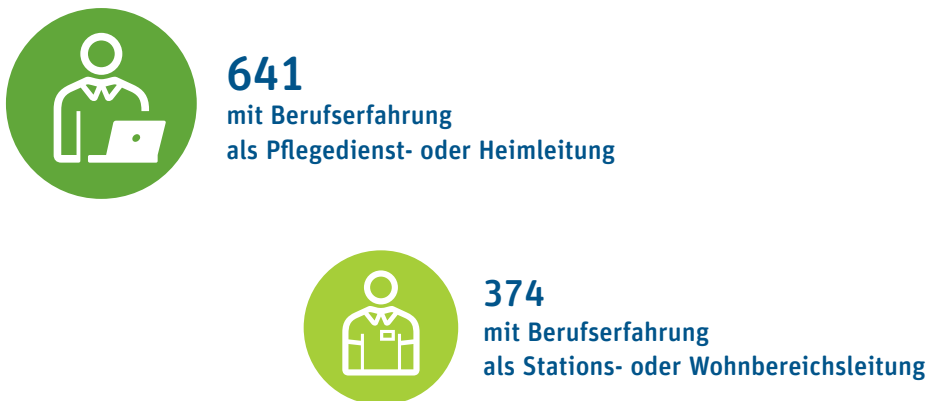 641
mit Berufserfahrung
als Pflegedienst- oder Heimleitung
374
mit Berufserfahrung
als Stations- oder Wohnbereichsleitung